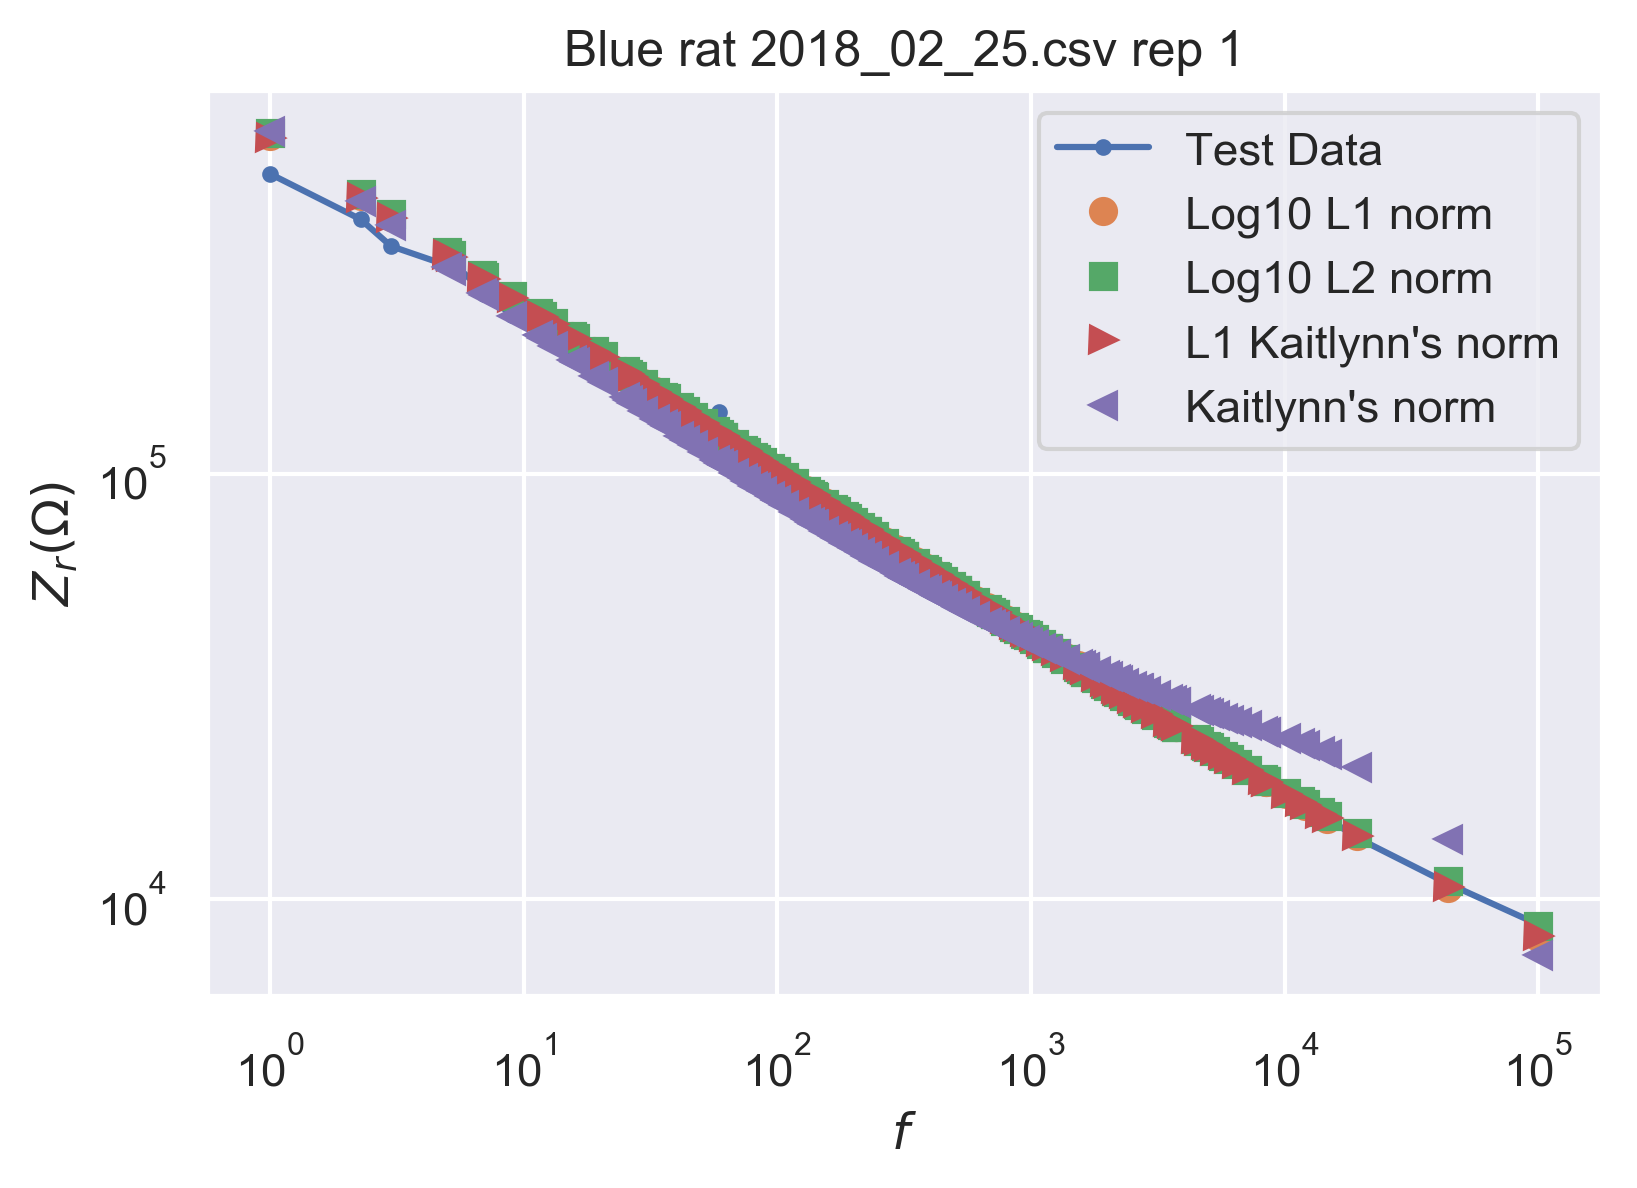 Blue rat 2018_02_25.csv rep 1
Test Data
Log10 L1 norm
Log10 L2 norm
L1 Kaitlynn's norm
Kaitlynn's norm
Z_r(Ω)
10^5
10^4
10^0 10^1 10^2 10^3 10^4 10^5
f